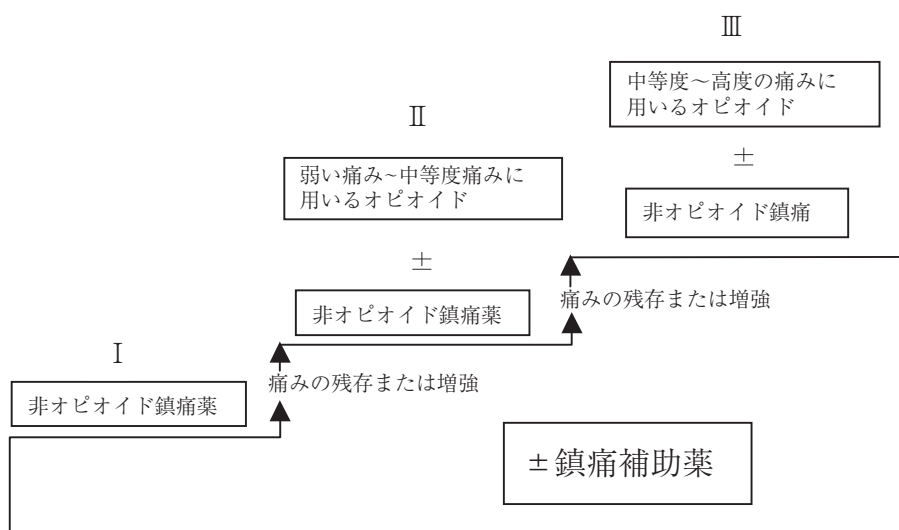 Ⅲ
中等度～高度の痛みに
用いるオピオイド
±
非オピオイド鎮痛
Ⅱ
弱い痛み~中等度痛みに
用いるオピオイド
±
非オピオイド鎮痛薬
痛みの残存または増強
Ⅰ
非オピオイド鎮痛薬
痛みの残存または増強
±鎮痛補助薬